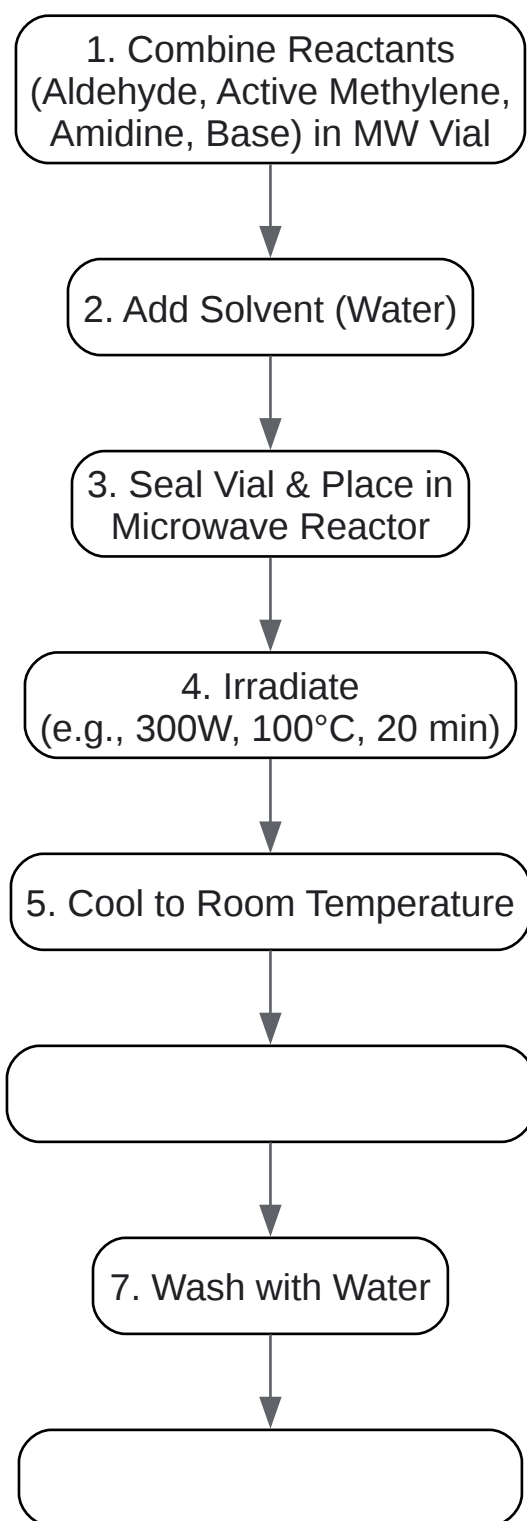 1. Combine Reactants
(Aldehyde, Active Methylene,
Amidine, Base) in MW Vial
2. Add Solvent (Water)
3. Seal Vial & Place in
Microwave Reactor
4. Irradiate
(e.g., 300W, 100°C, 20 min)
5. Cool to Room Temperature
7. Wash with Water